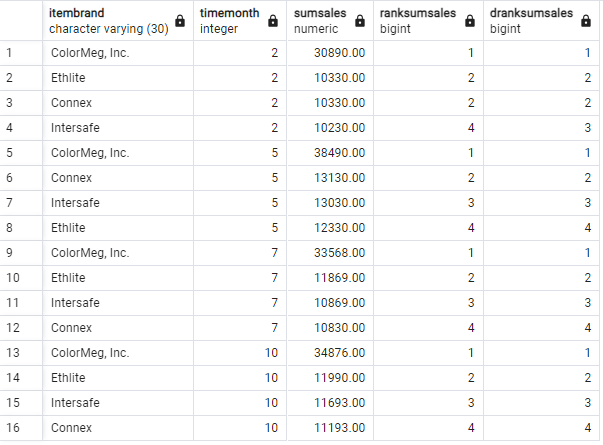 itembrand timemonth sumsales ranksumsales dranksumsales
character varying (30) integer numeric bigint bigint
1 ColorMeg, Inc. 2 30890.00 1 1
2 Ethlite 2 10330.00 2 2
3 Connex 2 10330.00 2 2
4 Intersafe 2 10230.00 4 3
5 ColorMeg, Inc. 5 38490.00 1 1
6 Connex 5 13130.00 2 2
7 Intersafe 5 13030.00 3 3
8 Ethlite 5 12330.00 4 4
9 ColorMeg, Inc. 7 33568.00 1 1
10 Ethlite 7 11869.00 2 2
11 Intersafe 7 10869.00 3 3
12 Connex 7 10830.00 4 4
13 ColorMeg, Inc. 10 34876.00 1 1
14 Ethlite 10 11990.00 2 2
15 Intersafe 10 11693.00 3 3
16 Connex 10 11193.00 4 4